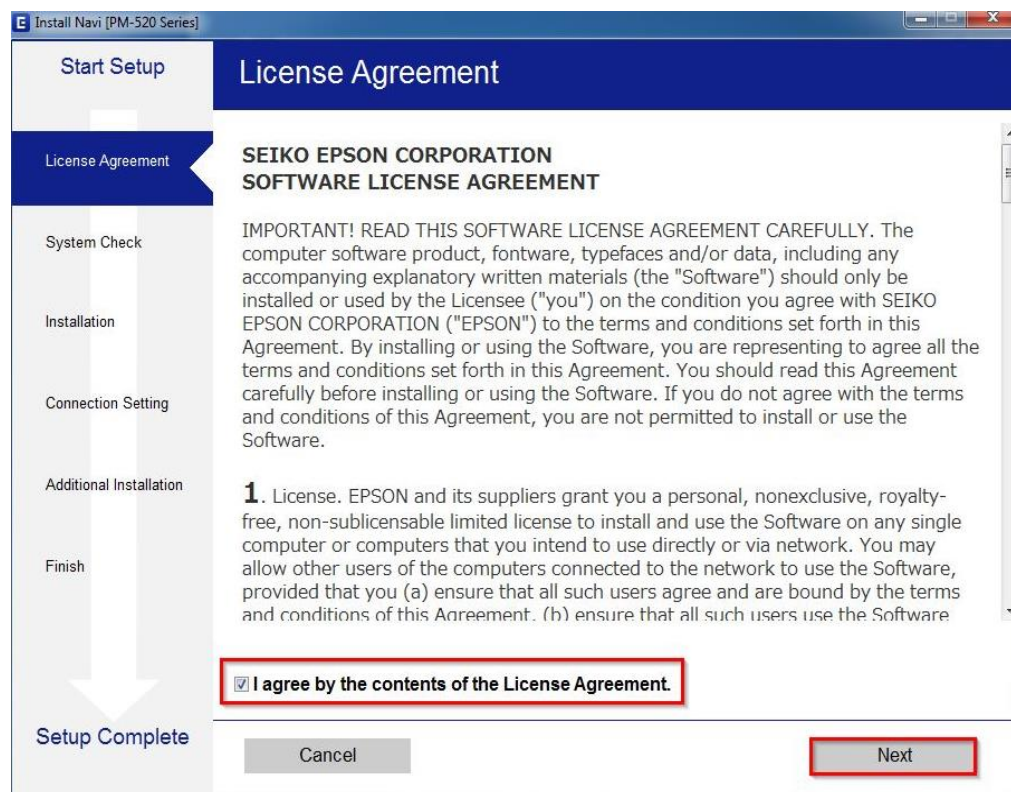 E Install Navi [PM-520 Series]
Start Setup
License Agreement
System Check
Installation
Connection Setting
Additional Installation
Finish
Setup Complete
License Agreement
SEIKO EPSON CORPORATION
SOFTWARE LICENSE AGREEMENT
IMPORTANT! READ THIS SOFTWARE LICENSE AGREEMENT CAREFULLY. The
computer software product, fontware, typefaces and/or data, including any
accompanying explanatory written materials (the "Software") should only be
installed or used by the Licensee ("you") on the condition you agree with SEIKO
EPSON CORPORATION ("EPSON") to the terms and conditions set forth in this
Agreement. By installing or using the Software, you are representing to agree all the
terms and conditions set forth in this Agreement. You should read this Agreement
carefully before installing or using the Software. If you do not agree with the terms
and conditions of this Agreement, you are not permitted to install or use the
Software.
1. License. EPSON and its suppliers grant you a personal, nonexclusive, royalty-
free, non-sublicensable limited license to install and use the Software on any single
computer or computers that you intend to use directly or via network. You may
allow other users of the computers connected to the network to use the Software,
provided that you (a) ensure that all such users agree and are bound by the terms
and conditions of this Agreement, (b) ensure that all such users use the Software
I agree by the contents of the License Agreement.
Cancel
Next